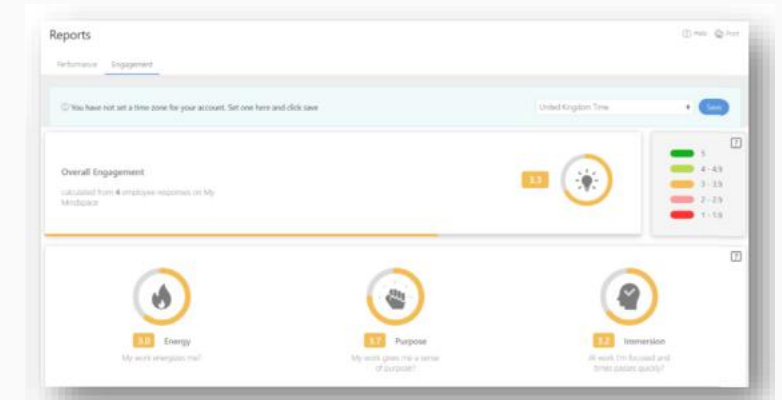 Reports
Help Print
Performance Engagement
You have not set a time zone for your account. Set one here and click save
United Kingdom Time
Save
Overall Engagement
calculated from 4 employee responses on My
Mindspace
3.3
?
5
4 - 4.9
3 - 3.9
2 - 2.9
1 - 1.9
?
3.0 Energy
My work energizes me?
3.7 Purpose
My work gives me a sense
of purpose?
3.2 Immersion
At work I'm focused and
times passes quickly?